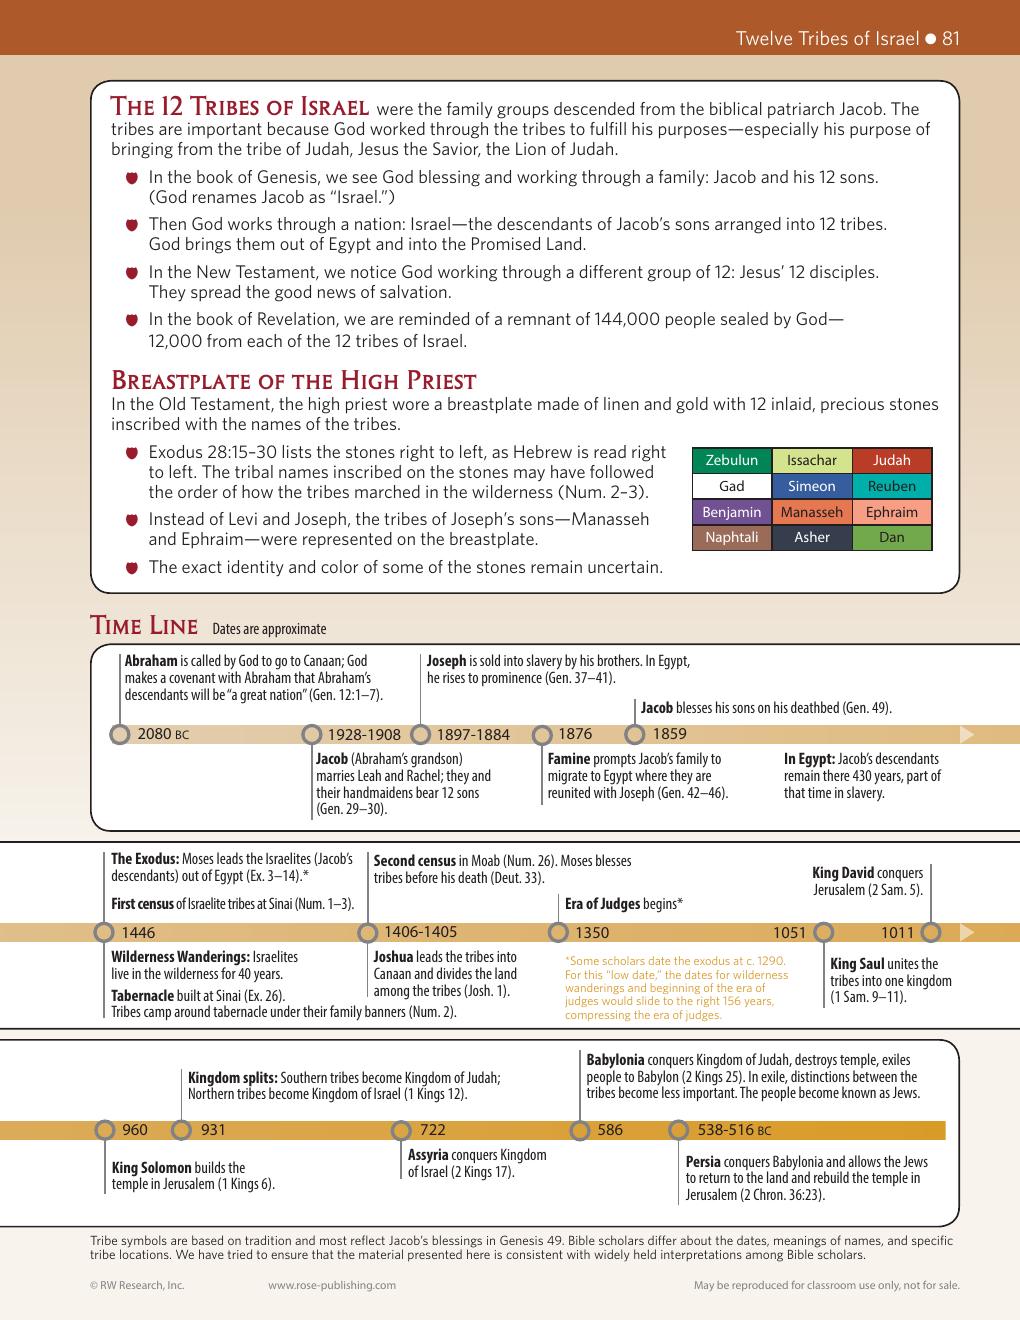 Twelve Tribes of Israel ● 81
The 12 Tribes of Israel were the family groups descended from the biblical patriarch Jacob. The
tribes are important because God worked through the tribes to fulfill his purposes—especially his purpose of
bringing from the tribe of Judah, Jesus the Savior, the Lion of Judah.
In the book of Genesis, we see God blessing and working through a family: Jacob and his 12 sons.
(God renames Jacob as “Israel.”)
Then God works through a nation: Israel—the descendants of Jacob’s sons arranged into 12 tribes.
God brings them out of Egypt and into the Promised Land.
In the New Testament, we notice God working through a different group of 12: Jesus’ 12 disciples.
They spread the good news of salvation.
In the book of Revelation, we are reminded of a remnant of 144,000 people sealed by God—
12,000 from each of the 12 tribes of Israel.
Breastplate of the High Priest
In the Old Testament, the high priest wore a breastplate made of linen and gold with 12 inlaid, precious stones
inscribed with the names of the tribes.
Exodus 28:15–30 lists the stones right to left, as Hebrew is read right
to left. The tribal names inscribed on the stones may have followed
the order of how the tribes marched in the wilderness (Num. 2–3).
Instead of Levi and Joseph, the tribes of Joseph’s sons—Manasseh
and Ephraim—were represented on the breastplate.
The exact identity and color of some of the stones remain uncertain.
Zebulun Issachar Judah
Gad Simeon Reuben
Benjamin Manasseh Ephraim
Naphtali Asher Dan
Time Line Dates are approximate
Abraham is called by God to go to Canaan; God
makes a covenant with Abraham that Abraham’s
descendants will be “a great nation” (Gen. 12:1–7).
Joseph is sold into slavery by his brothers. In Egypt,
he rises to prominence (Gen. 37–41).
Jacob blesses his sons on his deathbed (Gen. 49).
2080 BC 1928-1908 1897-1884 1876 1859
Jacob (Abraham’s grandson)
marries Leah and Rachel; they and
their handmaidens bear 12 sons
(Gen. 29–30).
Famine prompts Jacob’s family to
migrate to Egypt where they are
reunited with Joseph (Gen. 42–46).
In Egypt: Jacob’s descendants
remain there 430 years, part of
that time in slavery.
The Exodus: Moses leads the Israelites (Jacob’s
descendants) out of Egypt (Ex. 3–14).*
First census of Israelite tribes at Sinai (Num. 1–3).
Second census in Moab (Num. 26). Moses blesses
tribes before his death (Deut. 33).
Era of Judges begins*
King David conquers
Jerusalem (2 Sam. 5).
1446 1406-1405 1350 1051 1011
Wilderness Wanderings: Israelites
live in the wilderness for 40 years.
Tabernacle built at Sinai (Ex. 26).
Tribes camp around tabernacle under their family banners (Num. 2).
Joshua leads the tribes into
Canaan and divides the land
among the tribes (Josh. 1).
*Some scholars date the exodus at c. 1290.
For this “low date,” the dates for wilderness
wanderings and beginning of the era of
judges would slide to the right 156 years,
compressing the era of judges.
King Saul unites the
tribes into one kingdom
(1 Sam. 9–11).
Kingdom splits: Southern tribes become Kingdom of Judah;
Northern tribes become Kingdom of Israel (1 Kings 12).
Babylonia conquers Kingdom of Judah, destroys temple, exiles
people to Babylon (2 Kings 25). In exile, distinctions between the
tribes become less important. The people become known as Jews.
960 931 722 586 538-516 BC
King Solomon builds the
temple in Jerusalem (1 Kings 6).
Assyria conquers Kingdom
of Israel (2 Kings 17).
Persia conquers Babylonia and allows the Jews
to return to the land and rebuild the temple in
Jerusalem (2 Chron. 36:23).
Tribe symbols are based on tradition and most reflect Jacob’s blessings in Genesis 49. Bible scholars differ about the dates, meanings of names, and specific
tribe locations. We have tried to ensure that the material presented here is consistent with widely held interpretations among Bible scholars.
© RW Research, Inc. www.rose-publishing.com May be reproduced for classroom use only, not for sale.